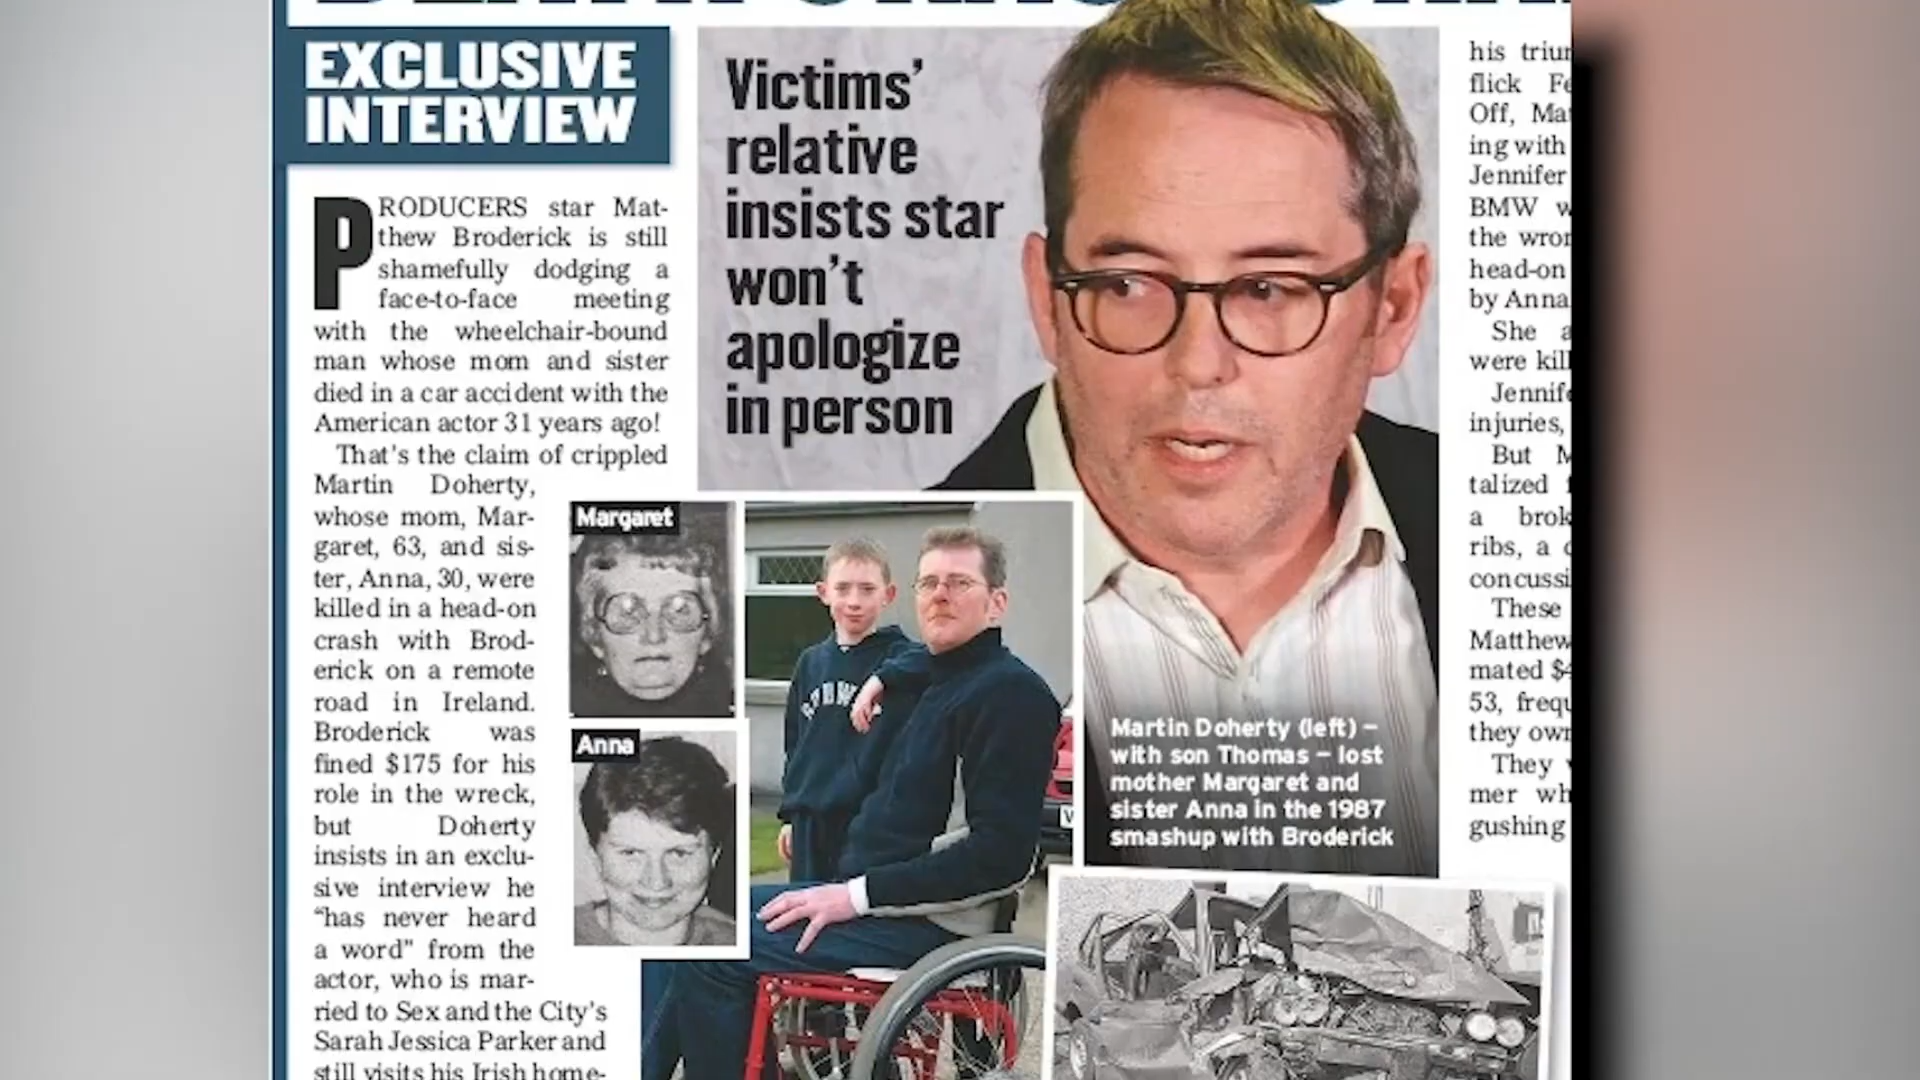 EXCLUSIVE
INTERVIEW
PRODUCERS star Mat-
thew Broderick is still
shamefully dodging a
face-to-face meeting
with the wheelchair-bound
man whose mom and sister
died in a car accident with the
American actor 31 years ago!
That's the claim of crippled
Martin Doherty,
whose mom, Mar-
garet, 63, and sis-
ter, Anna, 30, were
killed in a head-on
crash with Brod-
erick on a remote
road in Ireland.
Broderick was
fined $175 for his
role in the wreck,
but Doherty
insists in an exclu-
sive interview he
“has never heard
a word” from the
actor, who is mar-
ried to Sex and the City's
Sarah Jessica Parker and
still visits his Irish home-
Victims’
relative
insists star
won’t
apologize
in person
Margaret
Anna
Martin Doherty (left) –
with son Thomas – lost
mother Margaret and
sister Anna in the 1987
smashup with Broderick
his
flick
Off,
ing with
Jennifer
BMW
the
head-on
by Anna
She
were
injuries,
But
a
ribs, a
These
Matthew
53,
they
They
mer
gushing